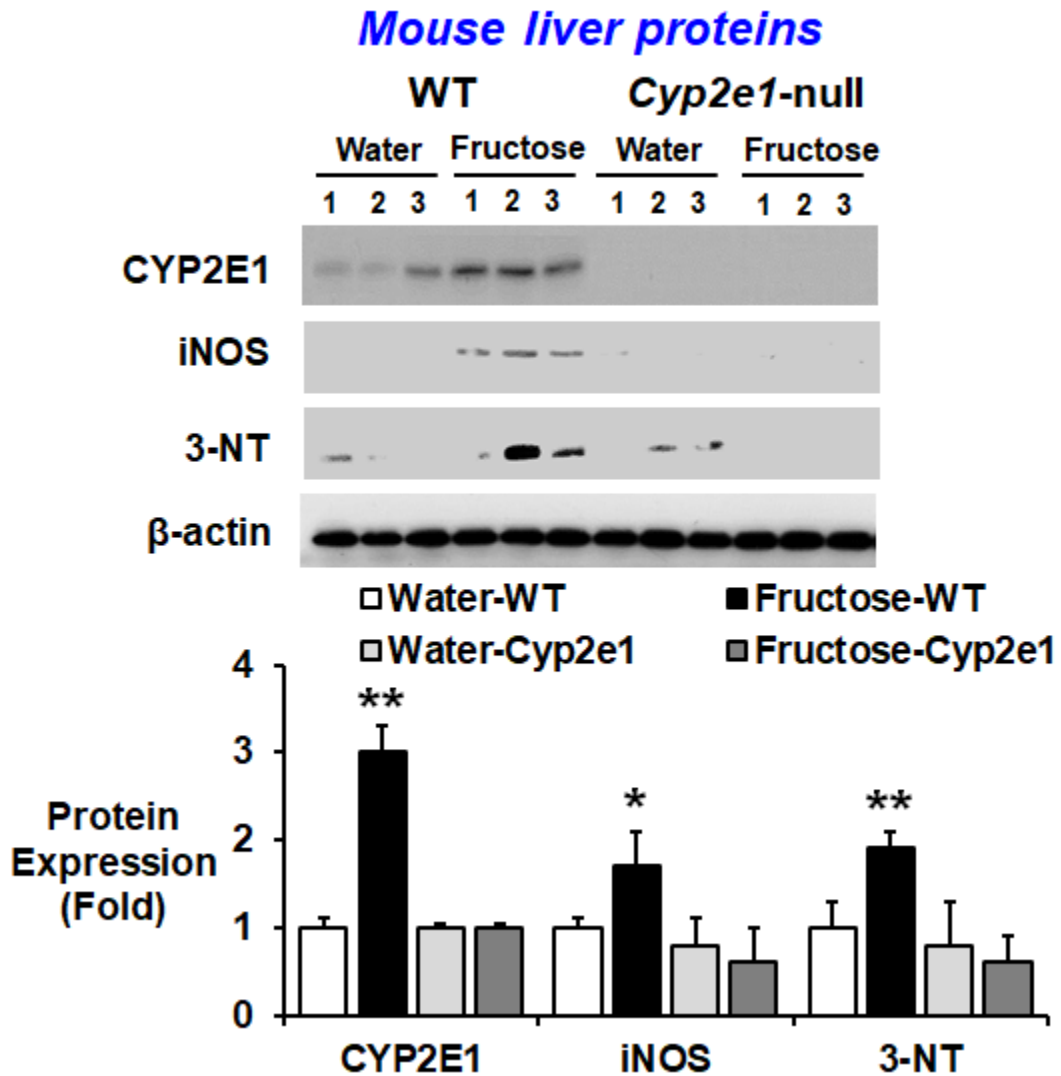 Mouse liver proteins
WT Cyp2e1-null
Water Fructose Water Fructose
1 2 3 1 2 3 1 2 3 1 2 3
CYP2E1
iNOS
3-NT
β-actin
Water-WT Fructose-WT
Water-Cyp2e1 Fructose-Cyp2e1
4
**
3
* **
Protein
Expression
(Fold)
2
1
0
CYP2E1 iNOS 3-NT